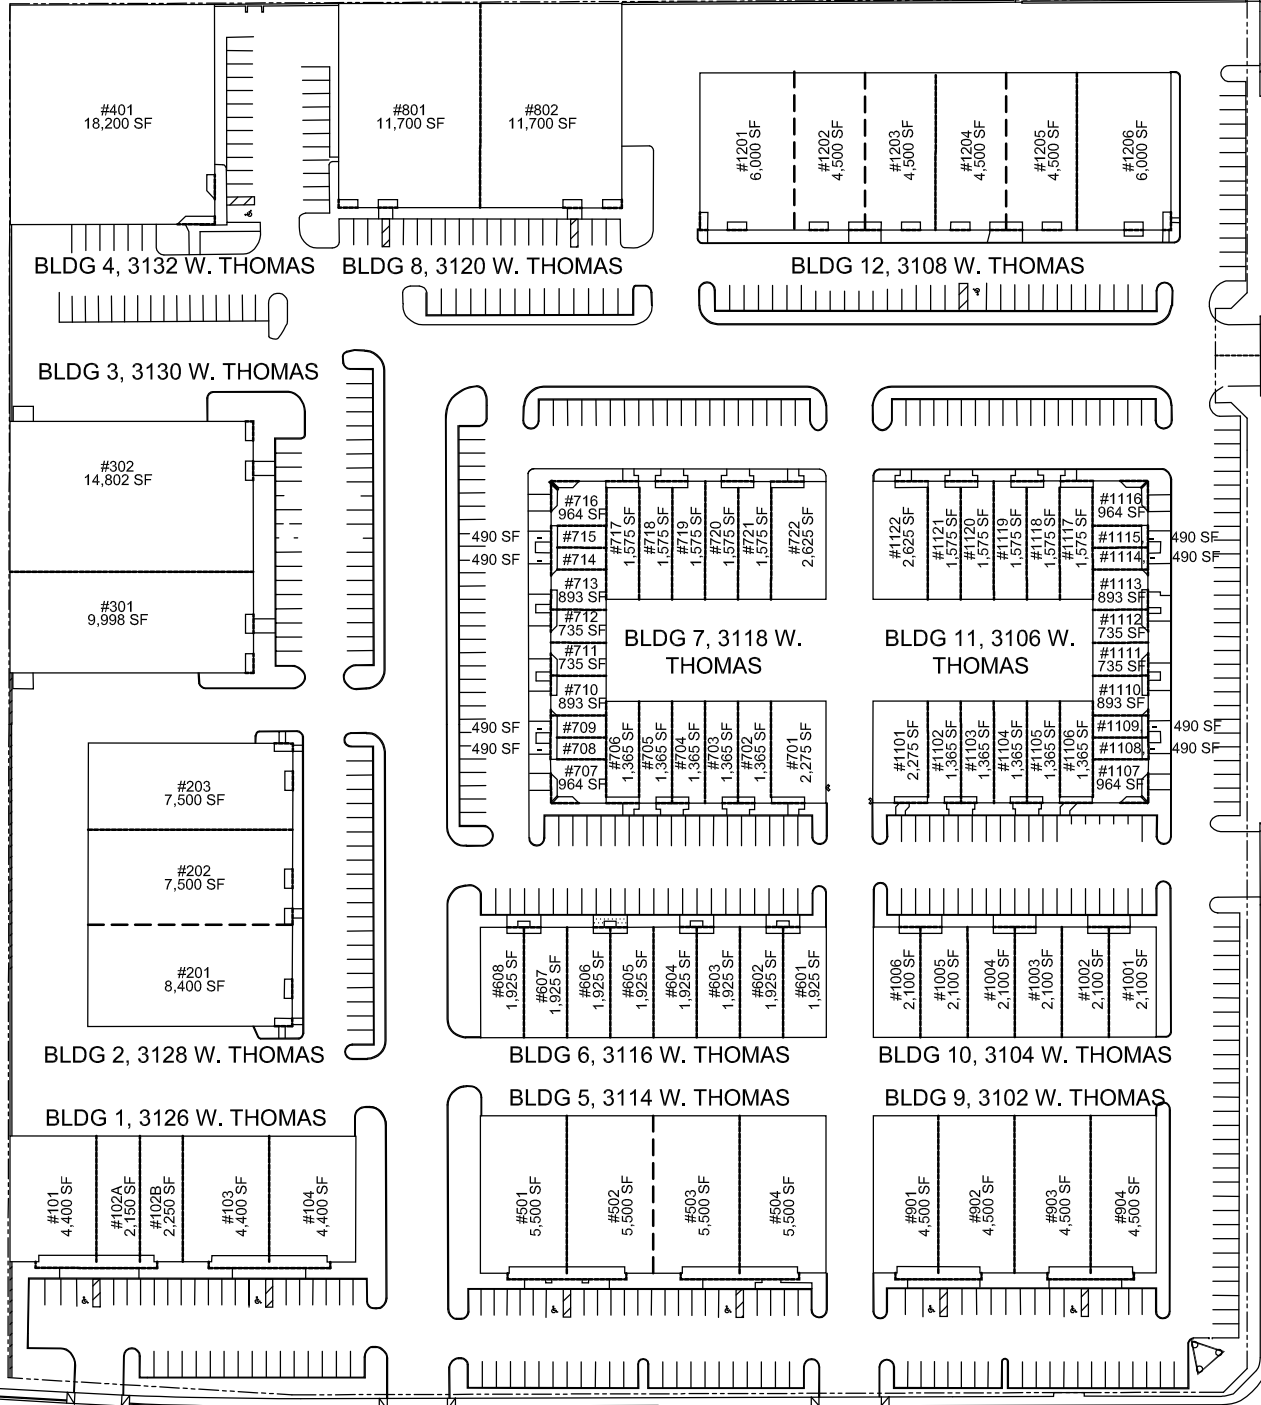 #401
18,200 SF
#801
11,700 SF
#802
11,700 SF
#1201
6,000 SF
#1202
4,500 SF
#1203
4,500 SF
#1204
4,500 SF
#1205
4,500 SF
#1206
6,000 SF
BLDG 4, 3132 W. THOMAS
BLDG 8, 3120 W. THOMAS
BLDG 12, 3108 W. THOMAS
BLDG 3, 3130 W. THOMAS
#302
14,802 SF
#301
9,998 SF
#716
964 SF
490 SF
#715
490 SF
#714
#713
893 SF
#712
735 SF
#711
735 SF
#710
893 SF
490 SF
#709
490 SF
#708
#707
964 SF
#717
1,575 SF
#718
1,575 SF
#719
1,575 SF
#720
1,575 SF
#721
1,575 SF
#722
2,625 SF
BLDG 7, 3118 W.
THOMAS
#706
1,365 SF
#705
1,365 SF
#704
1,365 SF
#703
1,365 SF
#702
1,365 SF
#701
2,275 SF
#1122
2,625 SF
#1121
1,575 SF
#1120
1,575 SF
#1119
1,575 SF
#1118
1,575 SF
#1117
1,575 SF
BLDG 11, 3106 W.
THOMAS
#1101
2,275 SF
#1102
1,365 SF
#1103
1,365 SF
#1104
1,365 SF
#1105
1,365 SF
#1106
1,365 SF
#1116
964 SF
#1115
490 SF
#1114
490 SF
#1113
893 SF
#1112
735 SF
#1111
735 SF
#1110
893 SF
#1109
490 SF
#1108
490 SF
#1107
964 SF
#203
7,500 SF
#202
7,500 SF
#201
8,400 SF
BLDG 2, 3128 W. THOMAS
#608
1,925 SF
#607
1,925 SF
#606
1,925 SF
#605
1,925 SF
#604
1,925 SF
#603
1,925 SF
#602
1,925 SF
#601
1,925 SF
BLDG 6, 3116 W. THOMAS
#1006
2,100 SF
#1005
2,100 SF
#1004
2,100 SF
#1003
2,100 SF
#1002
2,100 SF
#1001
2,100 SF
BLDG 10, 3104 W. THOMAS
BLDG 1, 3126 W. THOMAS
BLDG 5, 3114 W. THOMAS
BLDG 9, 3102 W. THOMAS
#101
4,400 SF
#102A
2,150 SF
#102B
2,250 SF
#103
4,400 SF
#104
4,400 SF
#501
5,500 SF
#502
5,500 SF
#503
5,500 SF
#504
5,500 SF
#901
4,500 SF
#902
4,500 SF
#903
4,500 SF
#904
4,500 SF